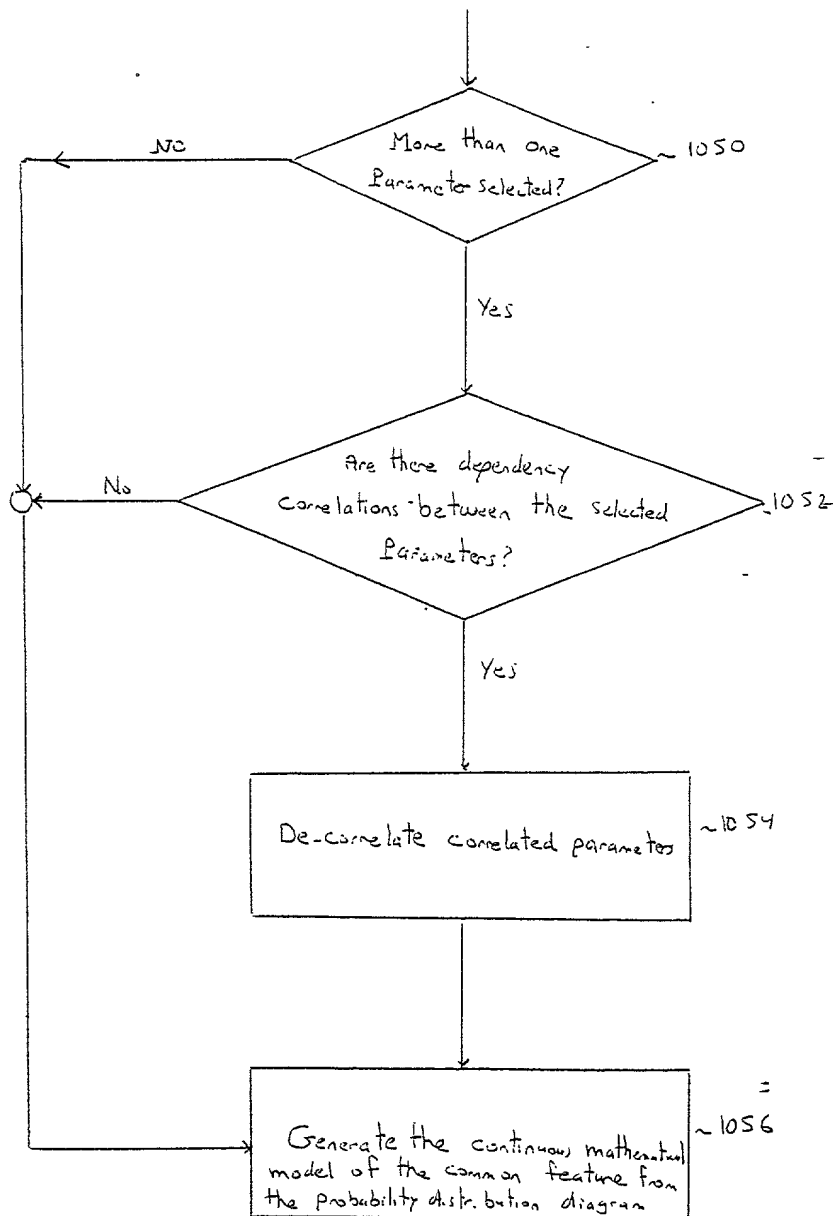 More than one
Parameter selected?
~ 1050
No
Yes
Are there dependency
correlations between the selected
Parameters?
1052
No
Yes
De-correlate correlated parameters
~1054
Generate the continuous mathematical
model of the common feature from
the probability distribution diagram
~1056